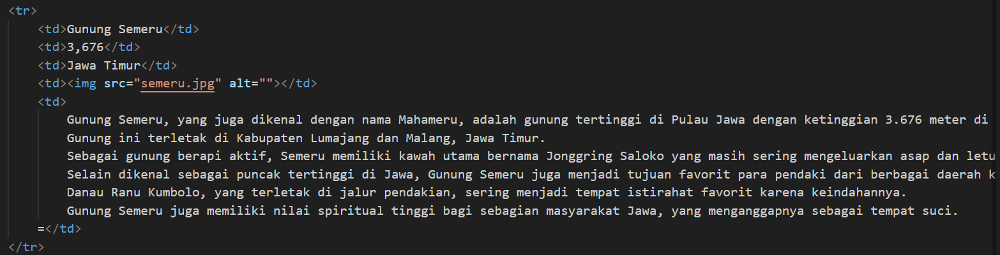 <tr>
<td>Gunung Semeru</td>
<td>3,676</td>
<td>Jawa Timur</td>
<td><img src="semeru.jpg" alt=""></td>
<td>
Gunung Semeru, yang juga dikenal dengan nama Mahameru, adalah gunung tertinggi di Pulau Jawa dengan ketinggian 3.676 meter di
Gunung ini terletak di Kabupaten Lumajang dan Malang, Jawa Timur.
Sebagai gunung berapi aktif, Semeru memiliki kawah utama bernama Jonggring Saloko yang masih sering mengeluarkan asap dan letu
Selain dikenal sebagai puncak tertinggi di Jawa, Gunung Semeru juga menjadi tujuan favorit para pendaki dari berbagai daerah k
Danau Ranu Kumbolo, yang terletak di jalur pendakian, sering menjadi tempat istirahat favorit karena keindahannya.
Gunung Semeru juga memiliki nilai spiritual tinggi bagi sebagian masyarakat Jawa, yang menganggapnya sebagai tempat suci.
=</td>
</tr>